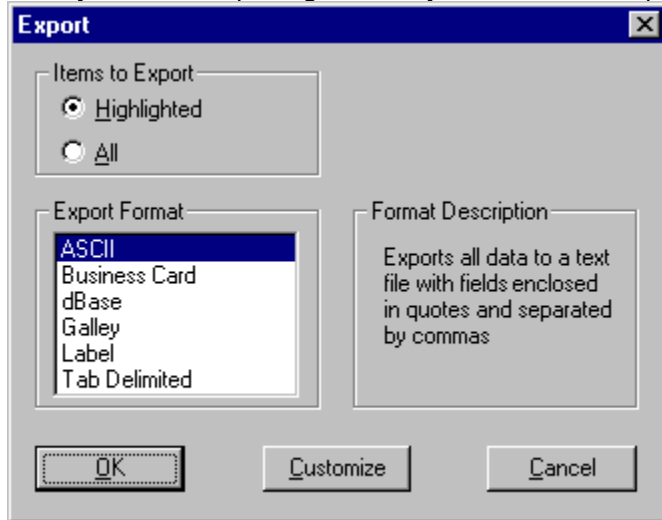 Export
Items to Export
Highlighted
All
Export Format
ASCII
Business Card
dBase
Galley
Label
Tab Delimited
Format Description
Exports all data to a text
file with fields enclosed
in quotes and separated
by commas
OK
Customize
Cancel